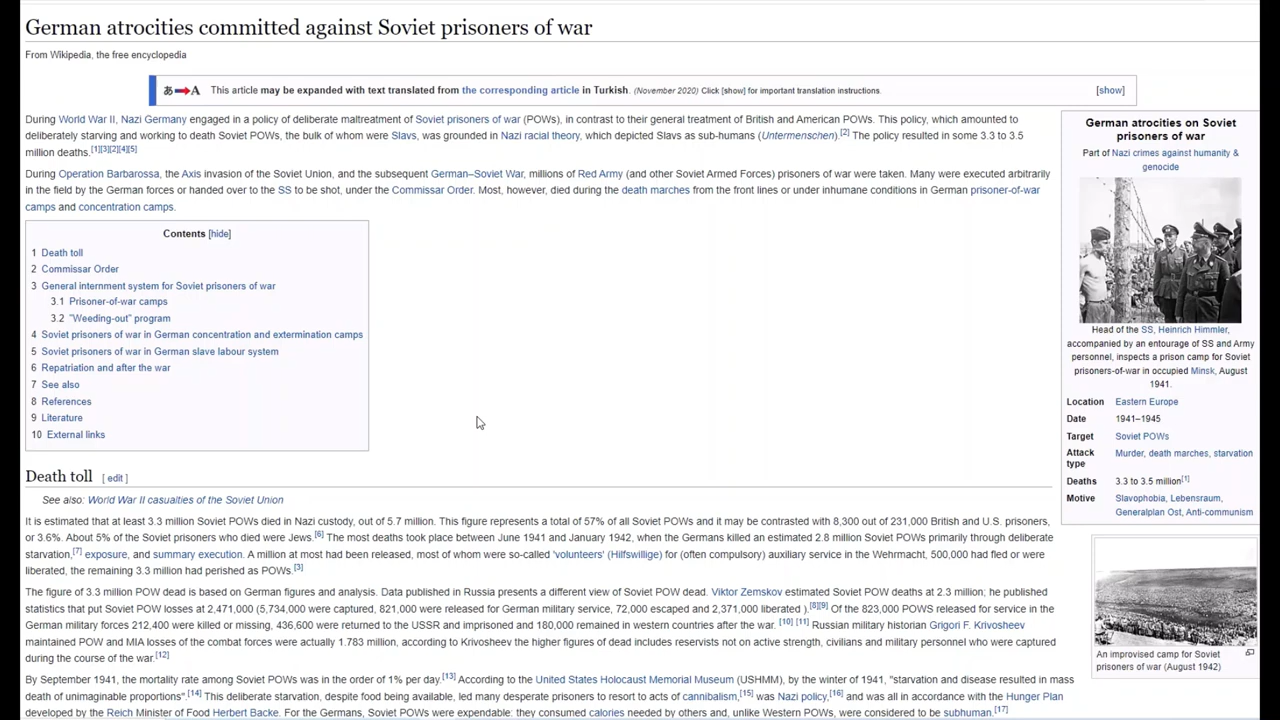 German atrocities committed against Soviet prisoners of war
From Wikipedia, the free encyclopedia
あ A This article may be expanded with text translated from the corresponding article in Turkish. (November 2020) Click [show] for important translation instructions. [show]
During World War II, Nazi Germany engaged in a policy of deliberate maltreatment of Soviet prisoners of war (POWs), in contrast to their general treatment of British and American POWs. This policy, which amounted to
deliberately starving and working to death Soviet POWs, the bulk of whom were Slavs, was grounded in Nazi racial theory, which depicted Slavs as sub-humans (Untermenschen).[2] The policy resulted in some 3.3 to 3.5
million deaths.[1][3][2][4][5]
During Operation Barbarossa, the Axis invasion of the Soviet Union, and the subsequent German–Soviet War, millions of Red Army (and other Soviet Armed Forces) prisoners of war were taken. Many were executed arbitrarily
in the field by the German forces or handed over to the SS to be shot, under the Commissar Order. Most, however, died during the death marches from the front lines or under inhumane conditions in German prisoner-of-war
camps and concentration camps.
Contents [hide]
1 Death toll
2 Commissar Order
3 General internment system for Soviet prisoners of war
3.1 Prisoner-of-war camps
3.2 "Weeding-out" program
4 Soviet prisoners of war in German concentration and extermination camps
5 Soviet prisoners of war in German slave labour system
6 Repatriation and after the war
7 See also
8 References
9 Literature
10 External links
German atrocities on Soviet
prisoners of war
Part of Nazi crimes against humanity &
genocide
Head of the SS, Heinrich Himmler,
accompanied by an entourage of SS and Army
personnel, inspects a prison camp for Soviet
prisoners-of-war in occupied Minsk, August
1941.
Location Eastern Europe
Date 1941–1945
Target Soviet POWs
Attack Murder, death marches, starvation
type
Deaths 3.3 to 3.5 million[1]
Motive Slavophobia, Lebensraum,
Generalplan Ost, Anti-communism
Death toll [ edit ]
See also: World War II casualties of the Soviet Union
It is estimated that at least 3.3 million Soviet POWs died in Nazi custody, out of 5.7 million. This figure represents a total of 57% of all Soviet POWs and it may be contrasted with 8,300 out of 231,000 British and U.S. prisoners,
or 3.6%. About 5% of the Soviet prisoners who died were Jews.[6] The most deaths took place between June 1941 and January 1942, when the Germans killed an estimated 2.8 million Soviet POWs primarily through deliberate
starvation,[7] exposure, and summary execution. A million at most had been released, most of whom were so-called 'volunteers' (Hilfswillige) for (often compulsory) auxiliary service in the Wehrmacht, 500,000 had fled or were
liberated, the remaining 3.3 million had perished as POWs.[3]
The figure of 3.3 million POW dead is based on German figures and analysis. Data published in Russia presents a different view of Soviet POW dead. Viktor Zemskov estimated Soviet POW deaths at 2.3 million; he published
statistics that put Soviet POW losses at 2,471,000 (5,734,000 were captured, 821,000 were released for German military service, 72,000 escaped and 2,371,000 liberated ).[8][9] Of the 823,000 POWS released for service in the
German military forces 212,400 were killed or missing, 436,600 were returned to the USSR and imprisoned and 180,000 remained in western countries after the war. [10] [11] Russian military historian Grigori F. Krivosheev
maintained POW and MIA losses of the combat forces were actually 1.783 million, according to Krivosheev the higher figures of dead includes reservists not on active strength, civilians and military personnel who were captured
during the course of the war.[12]
An improvised camp for Soviet
prisoners of war (August 1942)
By September 1941, the mortality rate among Soviet POWs was in the order of 1% per day.[13] According to the United States Holocaust Memorial Museum (USHMM), by the winter of 1941, "starvation and disease resulted in mass
death of unimaginable proportions".[14] This deliberate starvation, despite food being available, led many desperate prisoners to resort to acts of cannibalism,[15] was Nazi policy,[16] and was all in accordance with the Hunger Plan
developed by the Reich Minister of Food Herbert Backe. For the Germans, Soviet POWs were expendable: they consumed calories needed by others and, unlike Western POWs, were considered to be subhuman.[17]